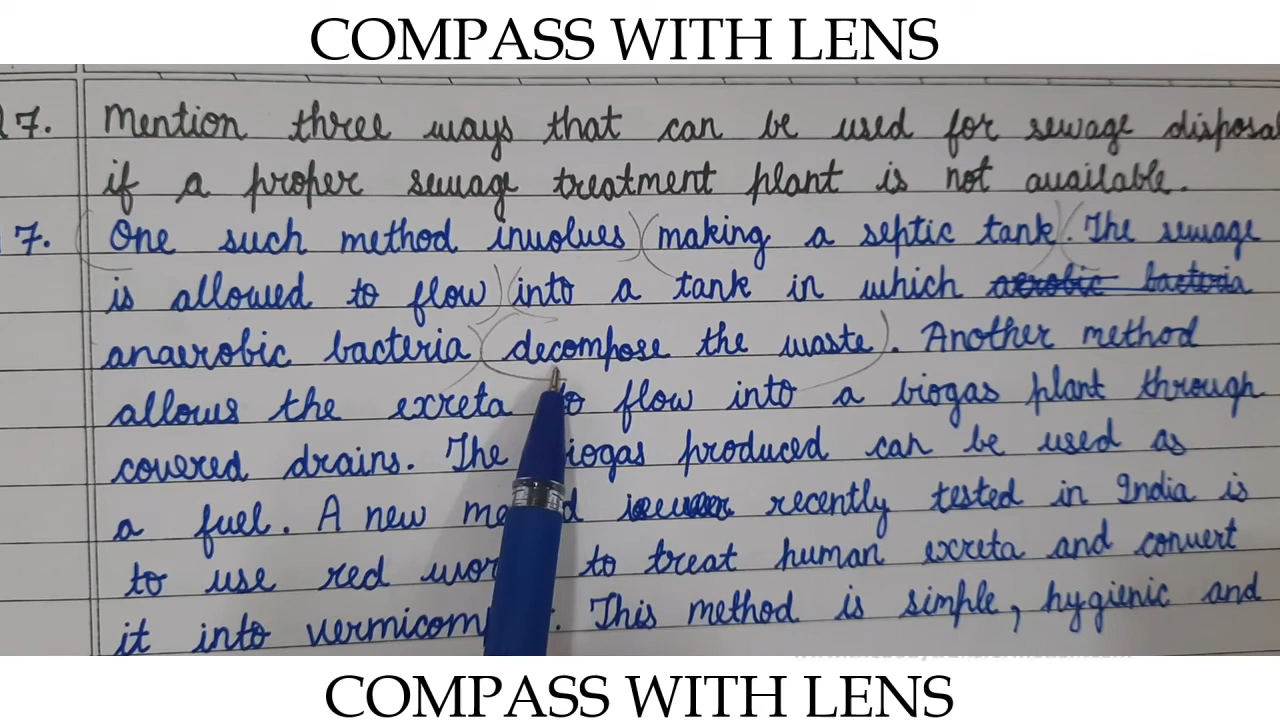 COMPASS WITH LENS
7. Mention three ways that can be used for sewage disposal
if a proper sewage treatment plant is not available.
7. One such method involves making a septic tank. The sewage
is allowed to flow into a tank in which aerobic bacteria
anaerobic bacteria decompose the waste. Another method
allows the excreta to flow into a biogas plant through
covered drains. The iogas produced can be used as
a fuel. A new me d recently tested in India is
to use red wor to treat human excreta and convert
it into vermicom . This method is simple, hygienic and
COMPASS WITH LENS